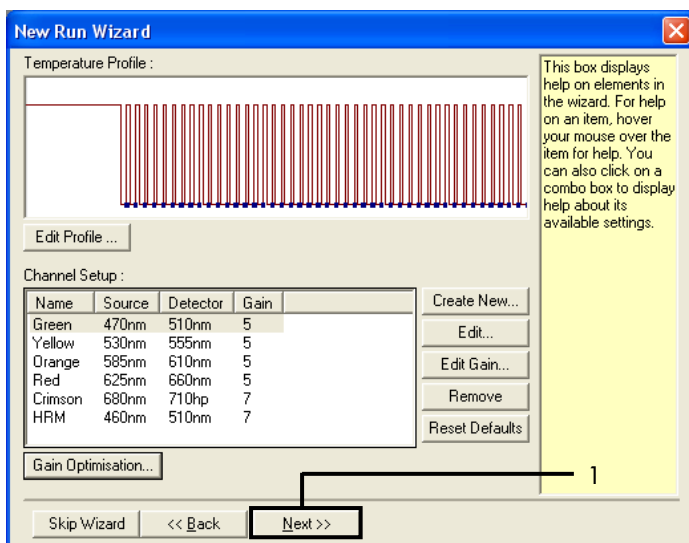 New Run Wizard
Temperature Profile :
This box displays
help on elements in
the wizard. For help
on an item, hover
your mouse over the
item for help. You
can also click on a
combo box to display
help about its
available settings.
Edit Profile ...
Channel Setup :
Name Source Detector Gain
Green 470nm 510nm 5
Yellow 530nm 555nm 5
Orange 585nm 610nm 5
Red 625nm 660nm 5
Crimson 680nm 710hp 7
HRM 460nm 510nm 7
Create New...
Edit...
Edit Gain...
Remove
Reset Defaults
Gain Optimisation...
1
Skip Wizard << Back Next >>